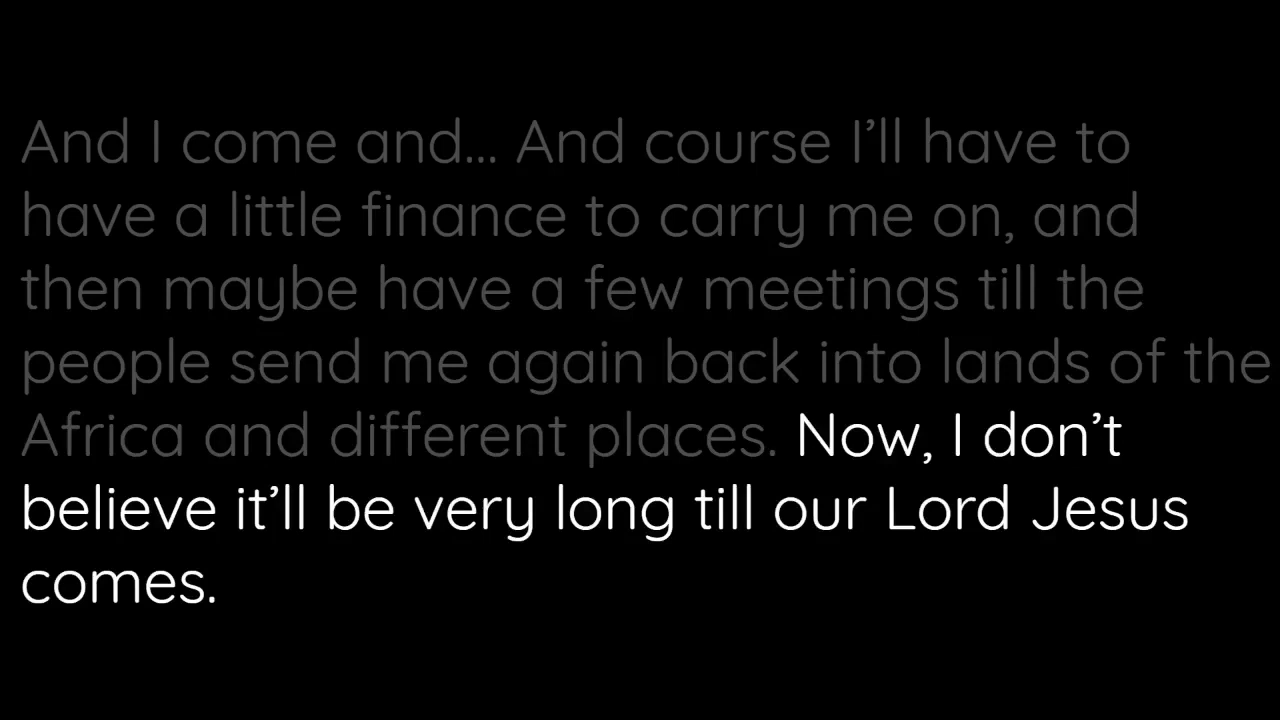 And I come and... And course I’ll have to
have a little finance to carry me on, and
then maybe have a few meetings till the
people send me again back into lands of the
Africa and different places. Now, I don’t
believe it’ll be very long till our Lord Jesus
comes.